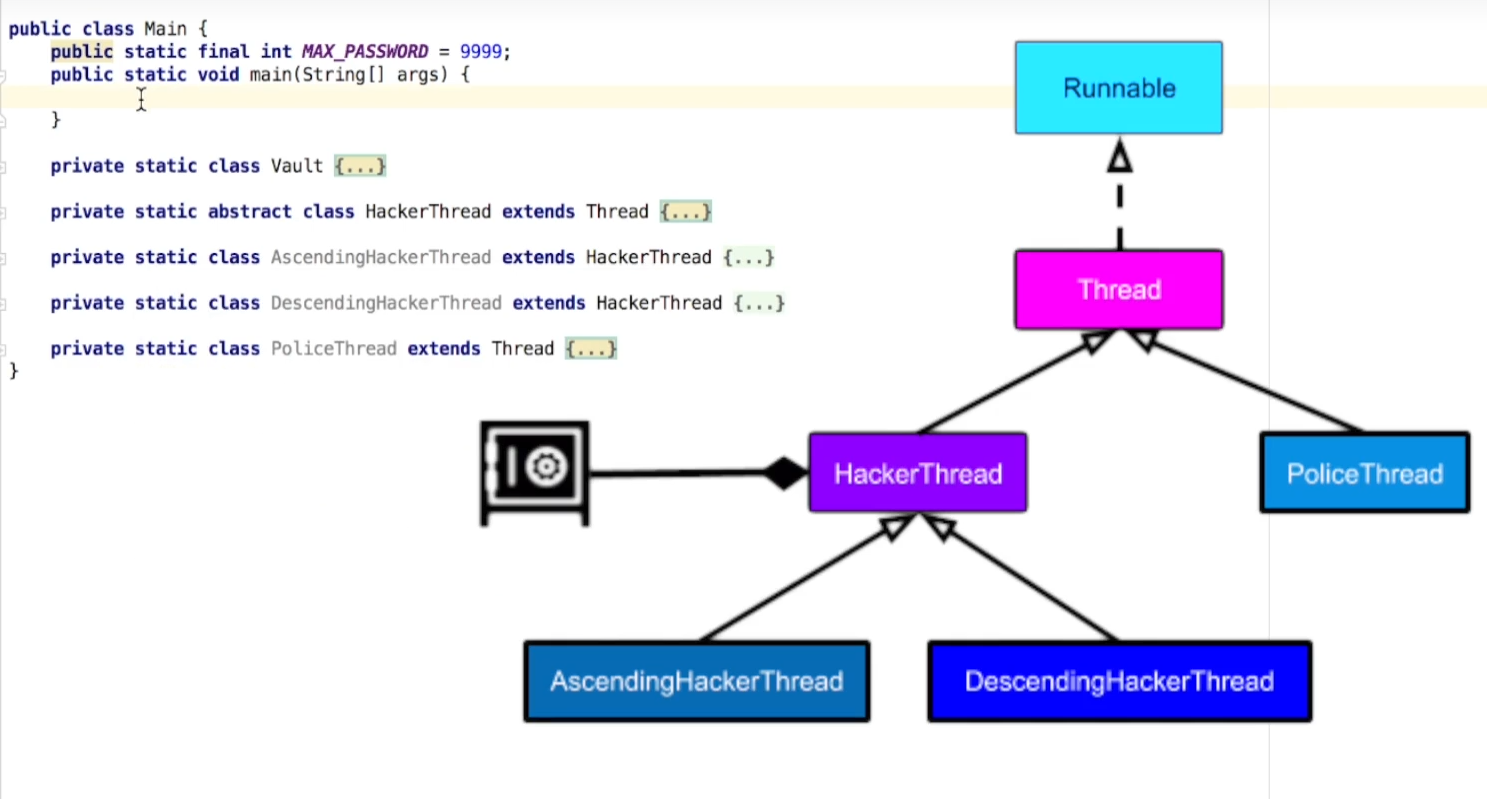 public class Main {
public static final int MAX_PASSWORD = 9999;
public static void main(String[] args) {
}
private static class Vault {...}
private static abstract class HackerThread extends Thread {...}
private static class AscendingHackerThread extends HackerThread {...}
private static class DescendingHackerThread extends HackerThread {...}
private static class PoliceThread extends Thread {...}
}
Runnable
Thread
HackerThread
PoliceThread
AscendingHackerThread
DescendingHackerThread